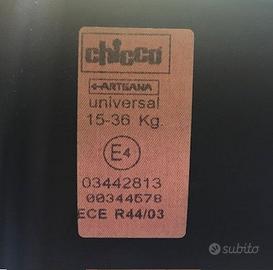 chicco
ARTSANA
universal
15-36 Kg.
E4
03442813
00344578
ECE R44/03
subito